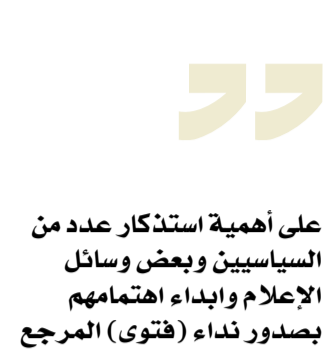 على أهمية استذكار عدد من
السياسيين وبعض وسائل
الإعلام وابداء اهتمامهم
بصدور نداء (فتوى) المرجع